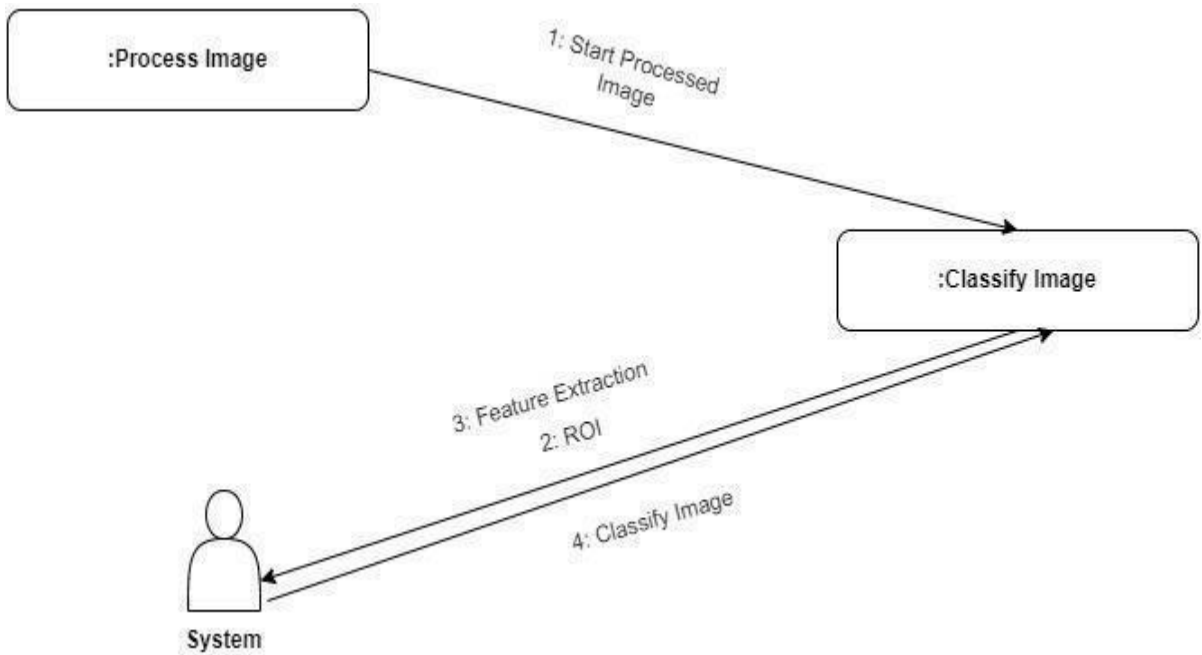 :Process Image
1: Start Processed
Image
:Classify Image
3: Feature Extraction
2: ROI
4: Classify Image
System